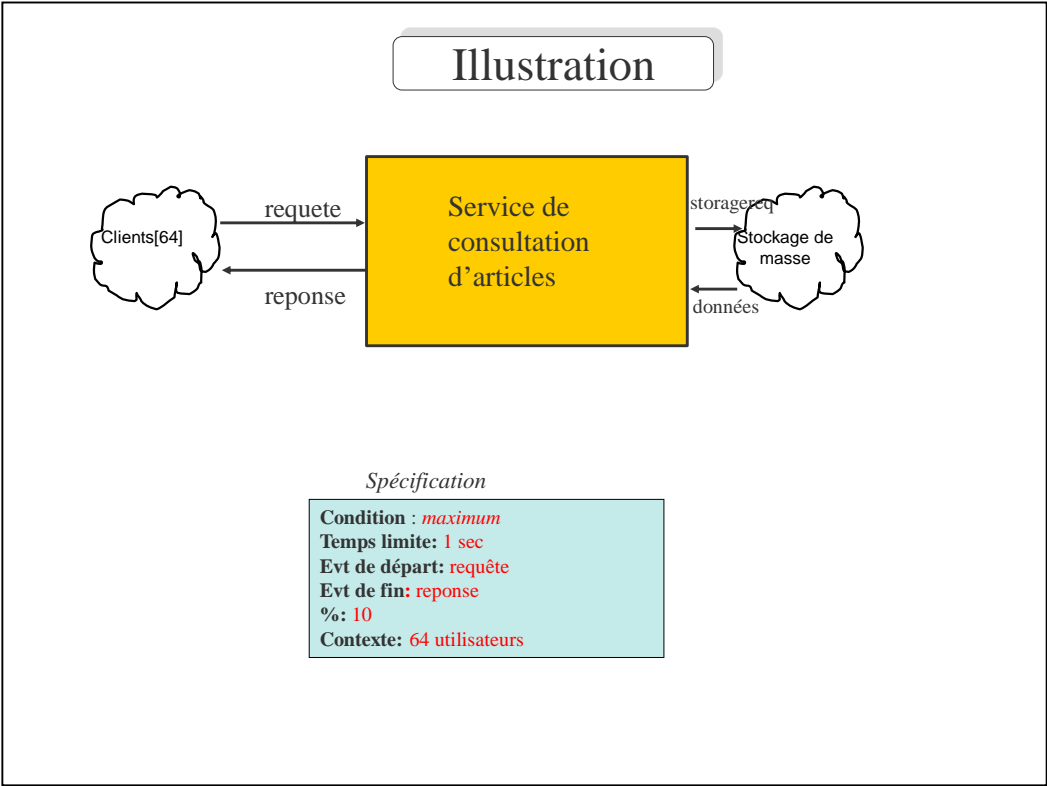 Illustration
Clients[64]
requete
reponse
Service de
consultation
d’articles
storagereq
Stockage de
masse
données
Spécification
Condition : maximum
Temps limite: 1 sec
Evt de départ: requête
Evt de fin: reponse
%: 10
Contexte: 64 utilisateurs